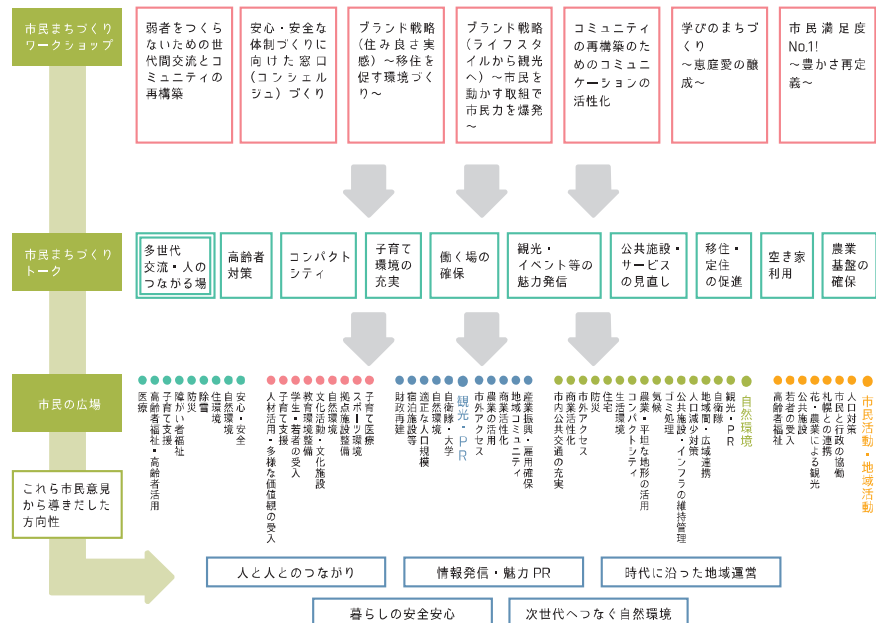 市民まちづくり
ワークショップ
弱者をつくら
ないための世
代間交流とコ
ミュニティの
再構築
安心・安全な
体制づくりに
向けた窓口
(コンシェル
ジュ)づくり
ブランド戦略
(住み良さ実
感)〜移住を
促す環境づく
り〜
ブランド戦略
(ライフスタ
イルから観光
へ)〜市民を
動かす取組で
市民力を爆発
〜
コミュニティ
の再構築のた
めのコミュニ
ケーションの
活性化
学びのまちづ
くり
〜恵庭愛の醸
成〜
市民満足度
No.1!
〜豊かさ再定
義〜
市民まちづくり
トーク
多世代
交流・人の
つながる場
高齢者
対策
コンパクト
シティ
子育て
環境の
充実
働く場の
確保
観光・
イベント等の
魅力発信
公共施設・
サービス
の見直し
移住・
定住
の促進
空き家
利用
農業
基盤の
確保
市民の広場
医療
高齢者福祉・高齢者活用
子育て支援
障がい者福祉
防災
除雪
住環境
自然環境
安心・安全
人材活用・多様な価値観の受入
子育て支援
学生・若者の受入
教育環境整備
文化活動・文化施設
自然環境
拠点施設整備
スポーツ環境
子育て医療
財政再建
宿泊施設等
適正な人口規模
自然環境
自衛隊・大学
観光・PR
市外アクセス
農業の活用
商業活性化
地域コミュニティ
産業振興・雇用確保
市内公共交通の充実
商業活性化
市外アクセス
防災
住宅
生活環境
コンパクトシティ
農業・平坦な地形の活用
気候
ゴミ処理
公共施設・インフラの維持管理
人口減少対策
地域間・広域連携
自衛隊
観光・PR
自然環境
高齢者福祉
若者の受入
公共施設
花・農業による観光
札幌との連携
市民と行政の協働
人口対策
市民活動・地域活動
これら市民意見
から導きだした
方向性
人と人とのつながり
情報発信・魅力 PR
時代に沿った地域運営
暮らしの安全安心
次世代へつなぐ自然環境